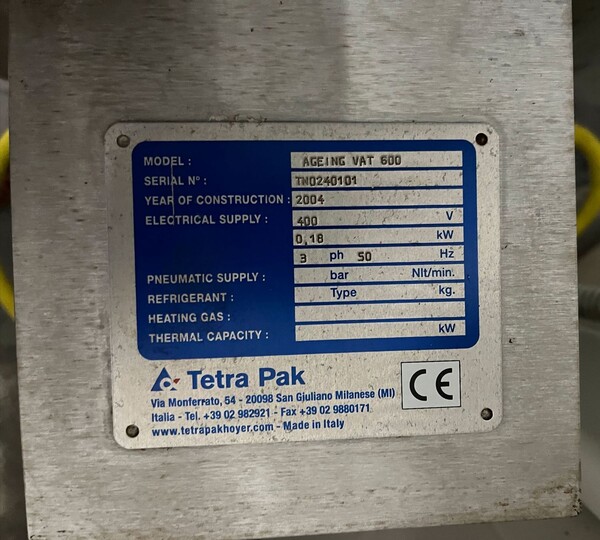 MODEL : AGEING VAT 600
SERIAL N° : TN0240101
YEAR OF CONSTRUCTION : 2004
ELECTRICAL SUPPLY : 400 V
0,18 kW
3 ph 50 Hz
PNEUMATIC SUPPLY : bar Nlt/min.
REFRIGERANT : Type kg.
HEATING GAS :
THERMAL CAPACITY : kW
Tetra Pak
CE
Via Monferrato, 54 - 20098 San Giuliano Milanese (MI)
Italia - Tel. +39 02 982921 - Fax +39 02 9880171
www.tetrapakhoyer.com - Made in Italy